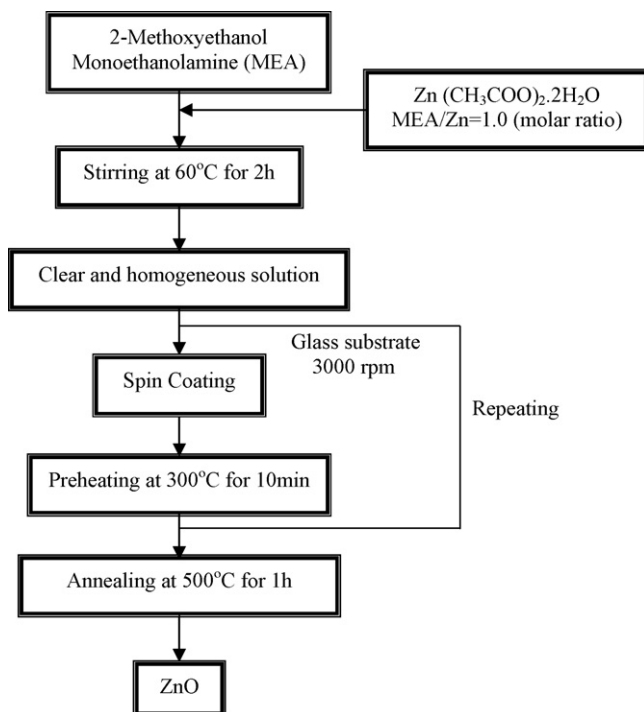 2-Methoxyethanol
Monoethanolamine (MEA)
Zn (CH₃COO)₂.2H₂O
MEA/Zn=1.0 (molar ratio)
Stirring at 60°C for 2h
Clear and homogeneous solution
Glass substrate
3000 rpm
Spin Coating
Repeating
Preheating at 300°C for 10min
Annealing at 500°C for 1h
ZnO